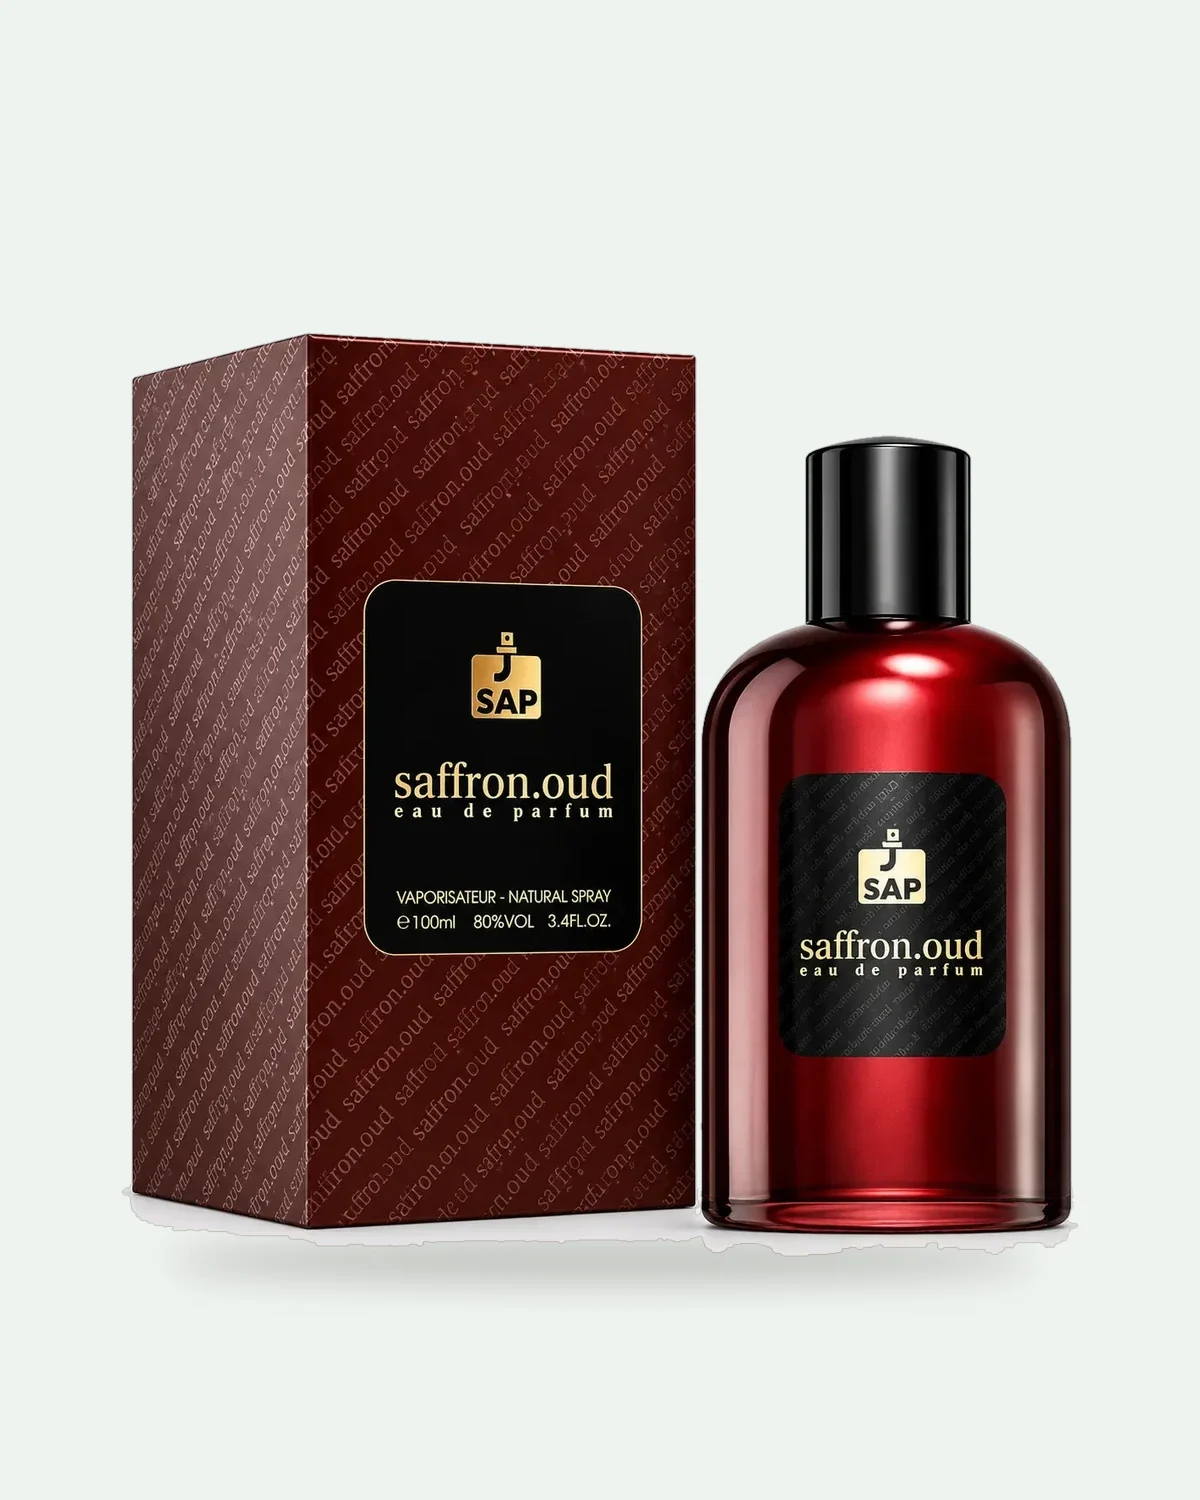 J
SAP
saffron.oud
eau de parfum
VAPORISATEUR - NATURAL SPRAY
℮100ml 80%VOL 3.4FL.OZ.
J
SAP
saffron.oud
eau de parfum